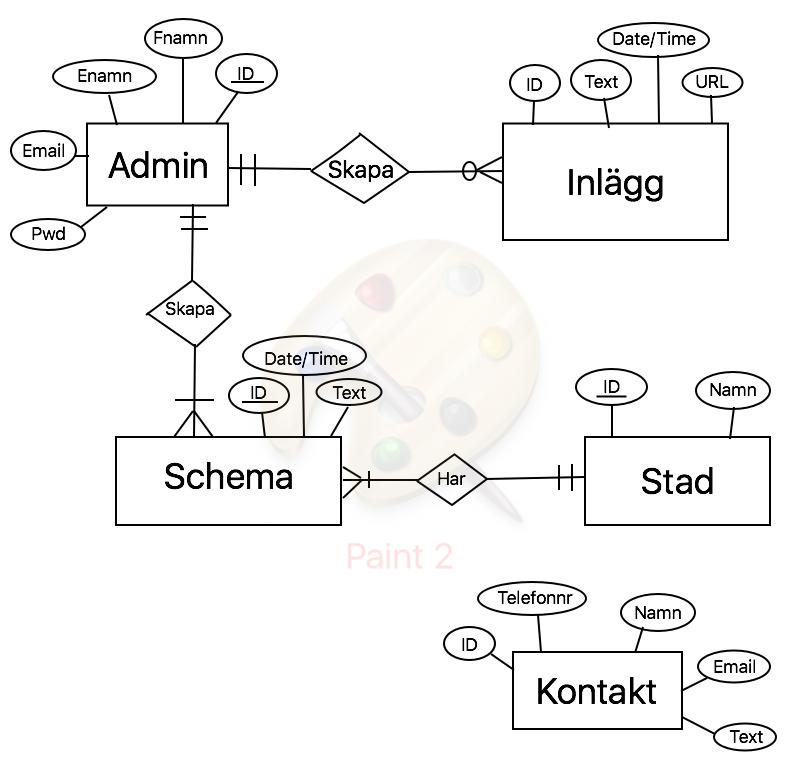 Fnamn
Date/Time
Enamn
ID
ID
Text
URL
Email
Admin
Skapa
Inlägg
Pwd
Skapa
Date/Time
ID
Text
ID
Namn
Schema
Har
Stad
Paint 2
Telefonnr
Namn
ID
Email
Kontakt
Text